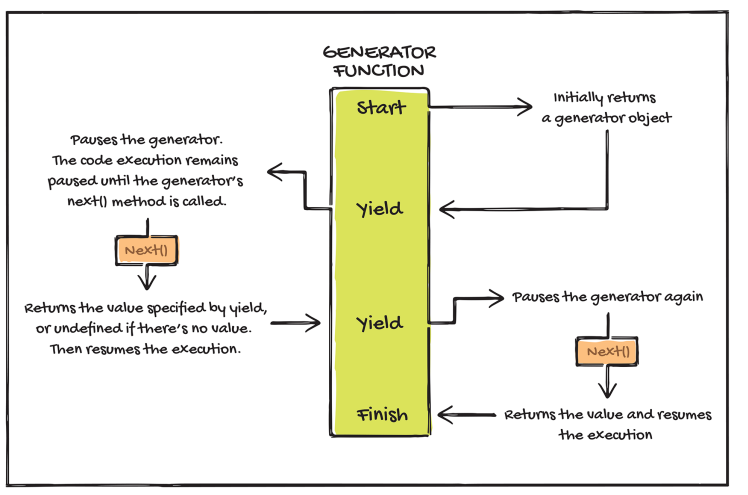 GENERATOR
FUNCTION
Start
Initially returns
a generator object
Pauses the generator.
The code execution remains
paused until the generator's
next() method is called.
Yield
Next()
Returns the value specified by yield,
or undefined if there's no value.
Then resumes the execution.
Yield
Pauses the generator again
Next()
Returns the value and resumes
the execution
Finish